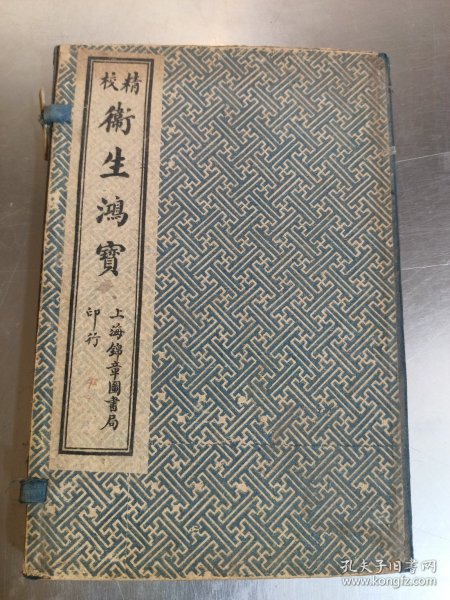 精校
衞生鴻寶
上海錦章圖書局
印行
孔夫子旧书网
www.kongfz.com